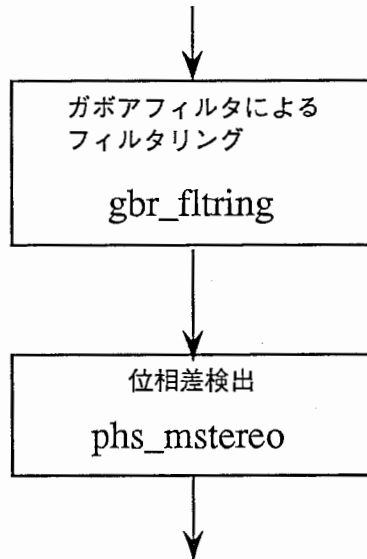 ガボアフィルタによる
フィルタリング
gbr_fltring
位相差検出
phs_mstereo